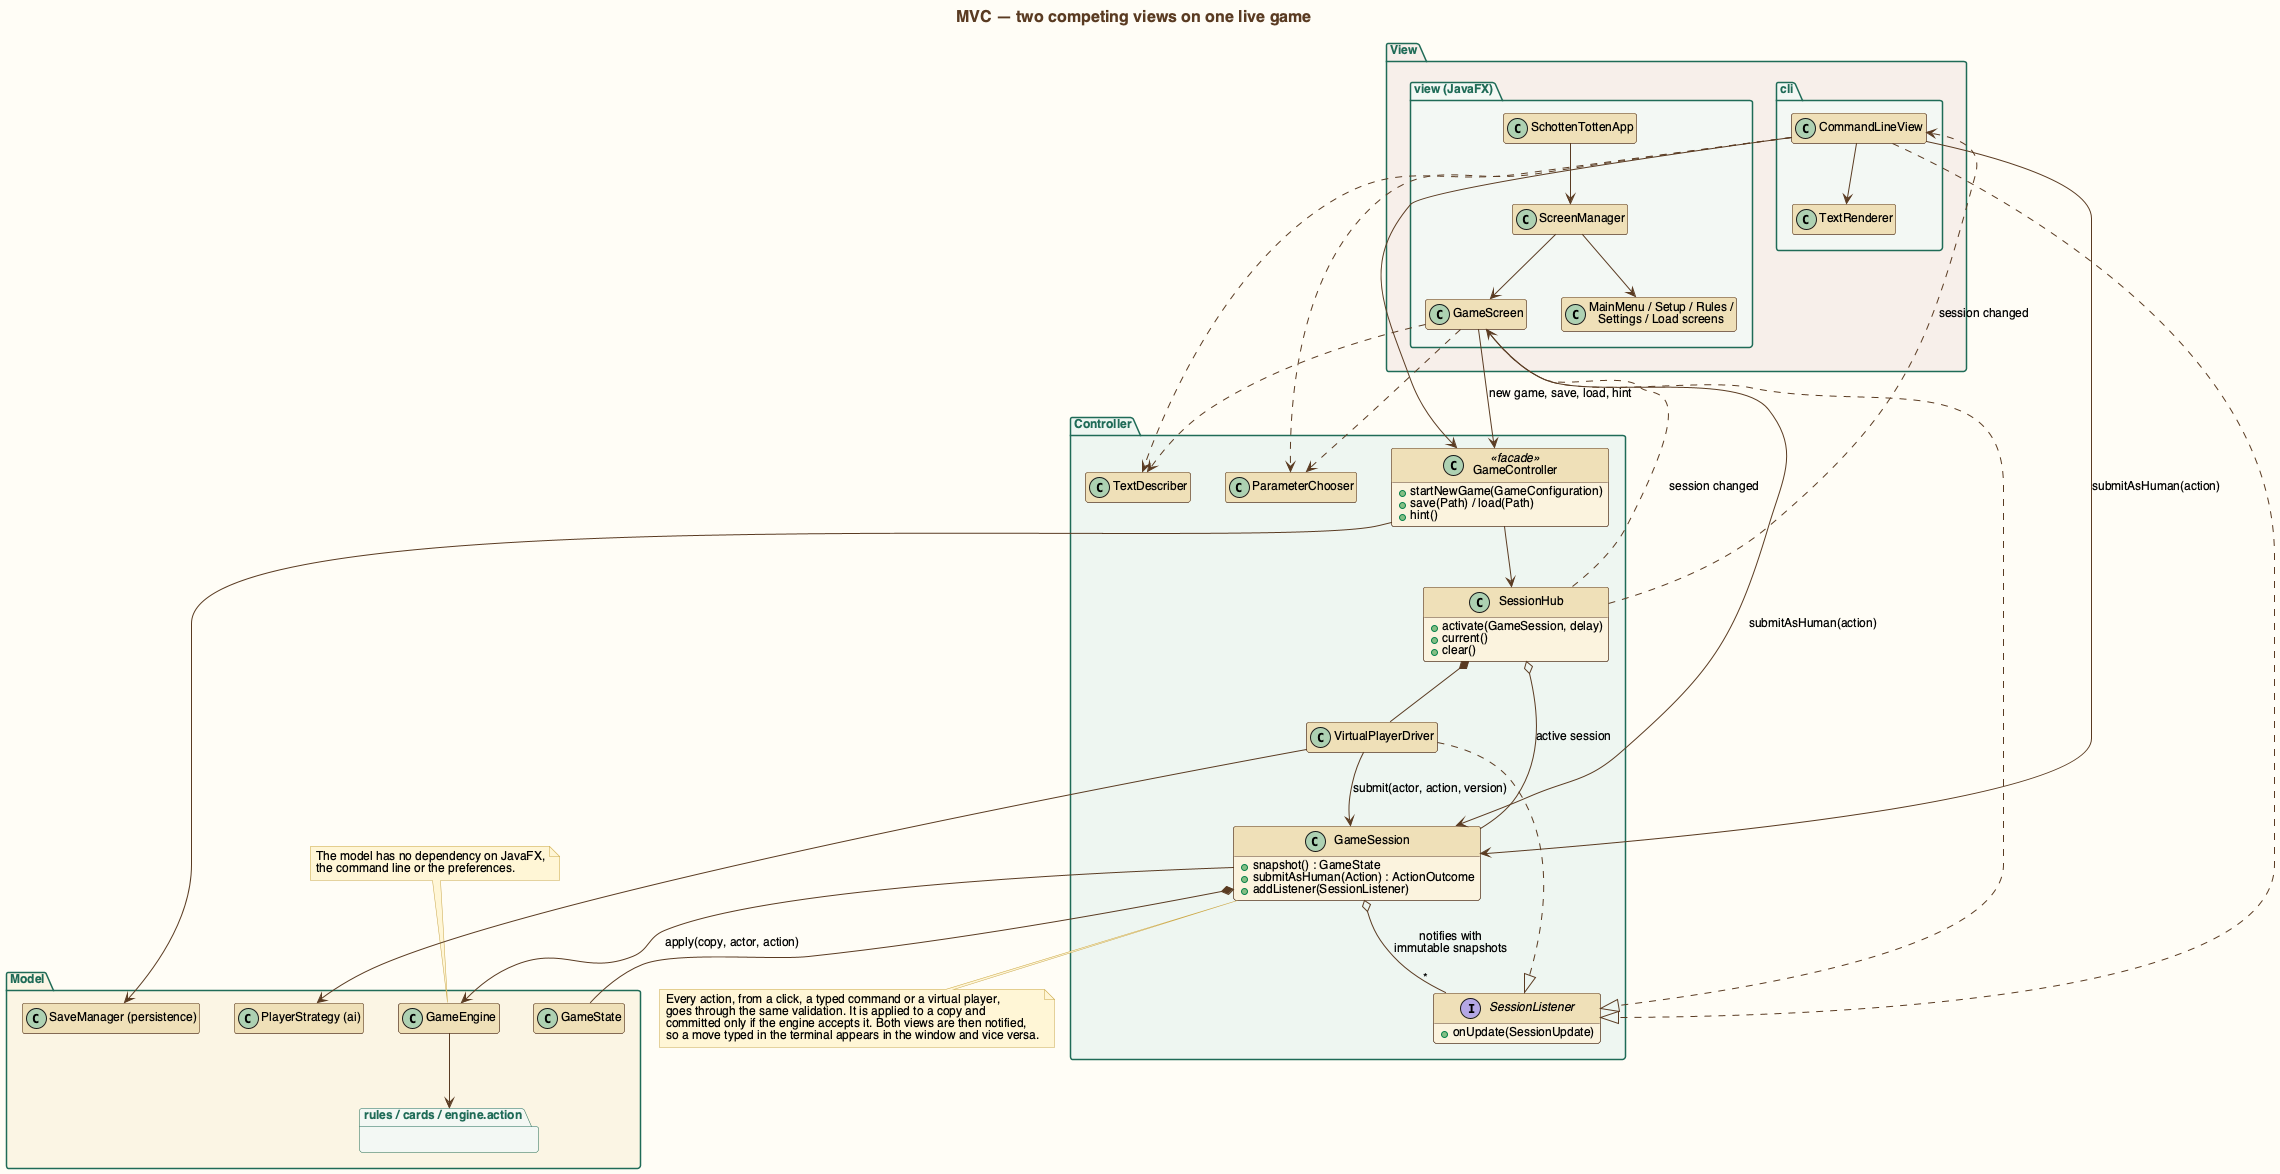 MVC — two competing views on one live game
View
view (JavaFX)
cli
C SchottenTottenApp
C CommandLineView
C ScreenManager
C TextRenderer
C GameScreen
C MainMenu / Setup / Rules /
Settings / Load screens
session changed
new game, save, load, hint
Controller
C TextDescriber
C ParameterChooser
C «facade»
GameController
startNewGame(GameConfiguration)
save(Path) / load(Path)
hint()
session changed
submitAsHuman(action)
C SessionHub
activate(GameSession, delay)
current()
clear()
submitAsHuman(action)
C VirtualPlayerDriver
active session
submit(actor, action, version)
C GameSession
snapshot() : GameState
submitAsHuman(Action) : ActionOutcome
addListener(SessionListener)
The model has no dependency on JavaFX,
the command line or the preferences.
apply(copy, actor, action)
notifies with
immutable snapshots
*
Model
C SaveManager (persistence)
C PlayerStrategy (ai)
C GameEngine
C GameState
Every action, from a click, a typed command or a virtual player,
goes through the same validation. It is applied to a copy and
committed only if the engine accepts it. Both views are then notified,
so a move typed in the terminal appears in the window and vice versa.
I SessionListener
onUpdate(SessionUpdate)
rules / cards / engine.action